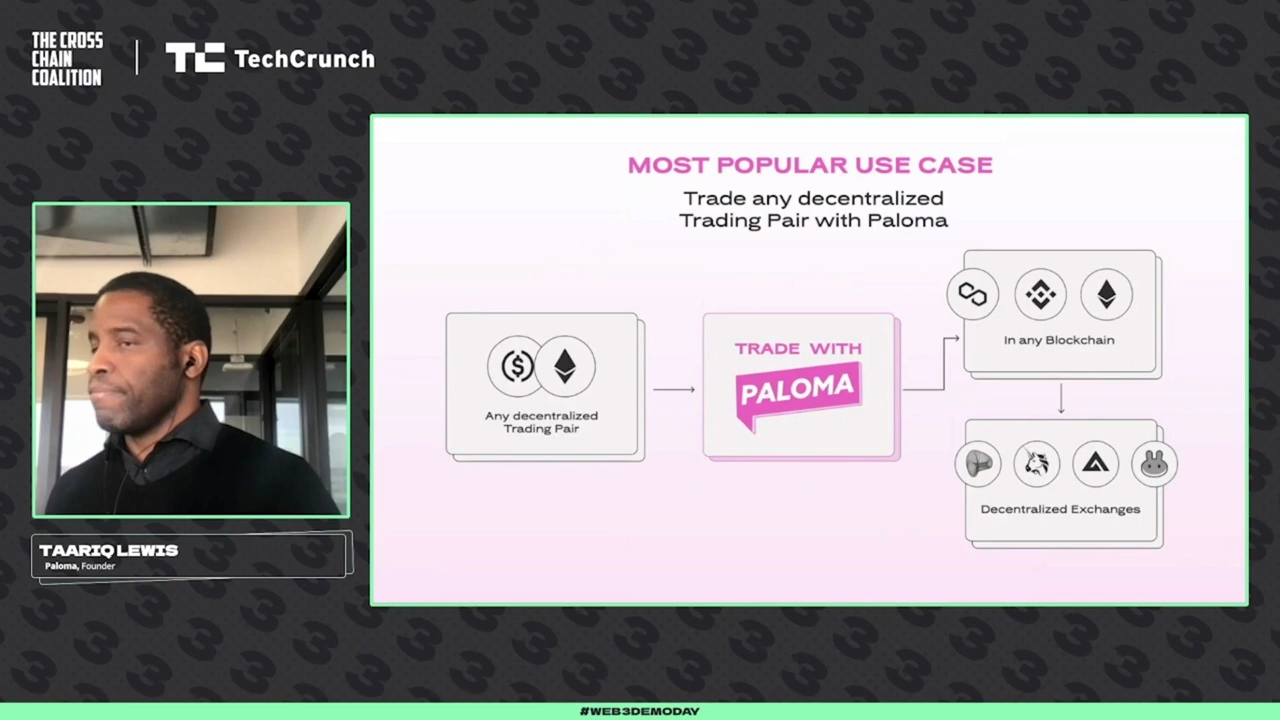 THE CROSS
CHAIN
COALITION
TechCrunch
MOST POPULAR USE CASE
Trade any decentralized
Trading Pair with Paloma
Any decentralized
Trading Pair
TRADE WITH
PALOMA
In any Blockchain
Decentralized Exchanges
TAARIQ LEWIS
Paloma, Founder
#WEB3DEMODAY